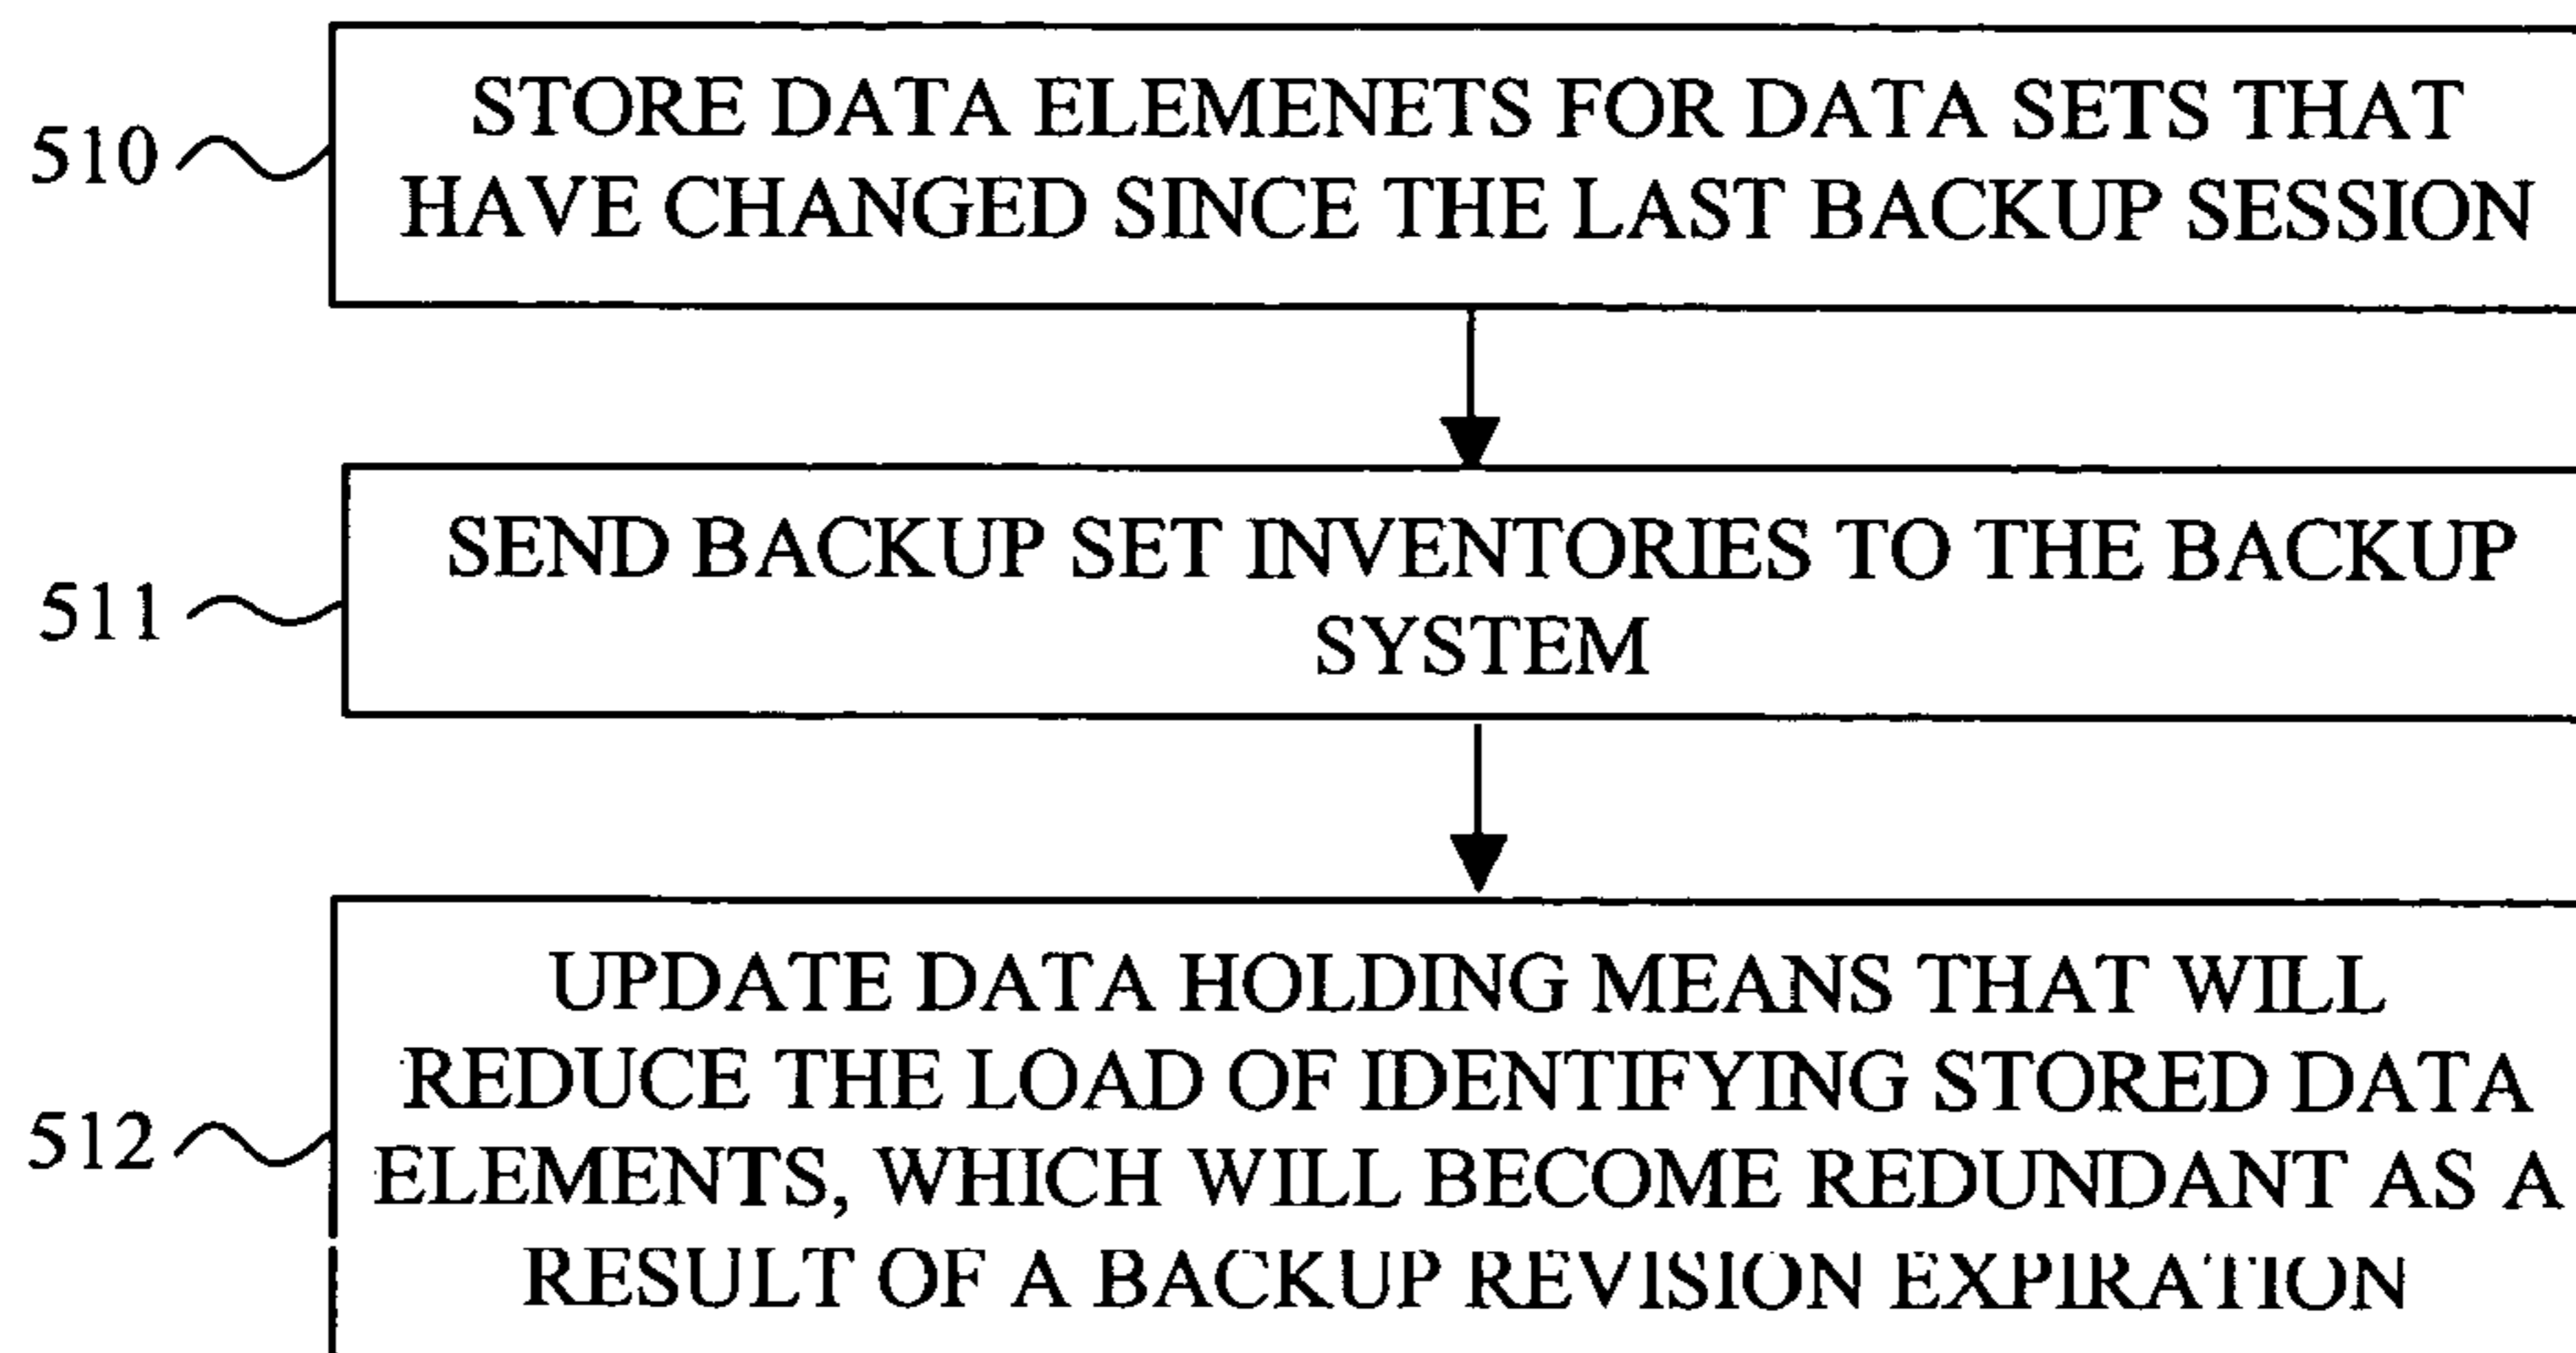 510
STORE DATA ELEMENETS FOR DATA SETS THAT
HAVE CHANGED SINCE THE LAST BACKUP SESSION
511
SEND BACKUP SET INVENTORIES TO THE BACKUP
SYSTEM
512
UPDATE DATA HOLDING MEANS THAT WILL
REDUCE THE LOAD OF IDENTIFYING STORED DATA
ELEMENTS, WHICH WILL BECOME REDUNDANT AS A
RESULT OF A BACKUP REVISION EXPIRATION